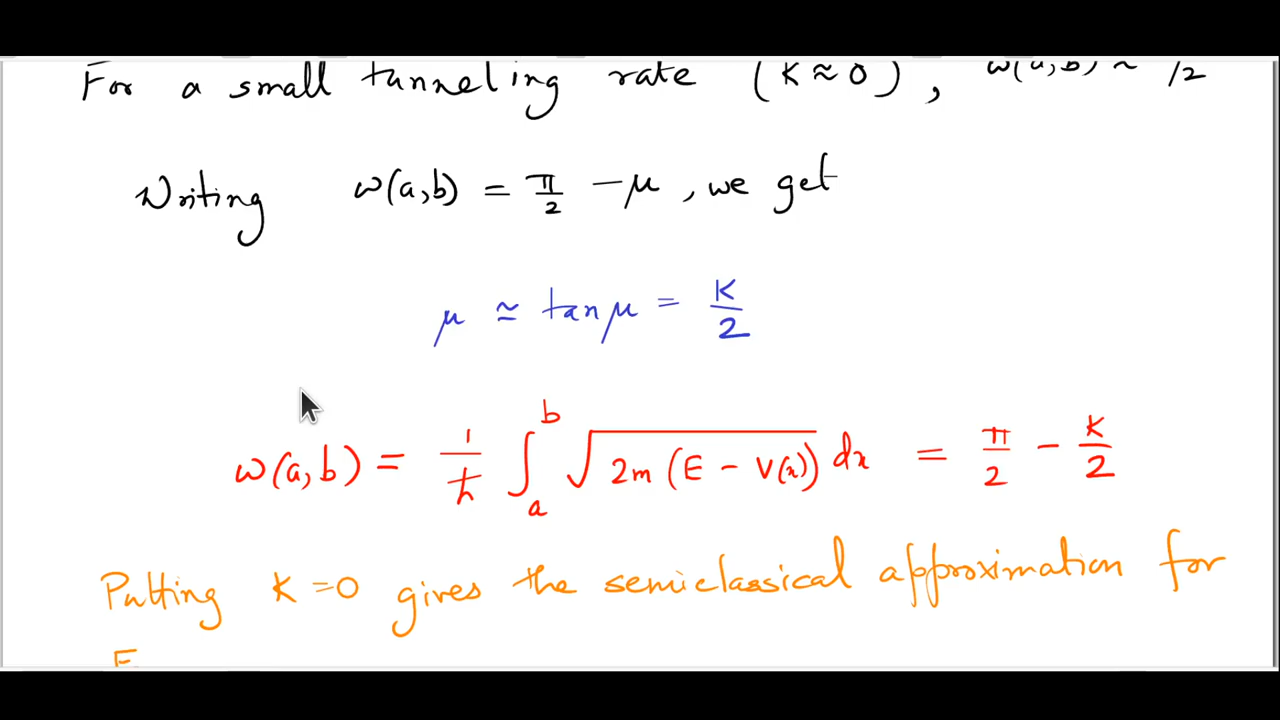 For a small tunneling rate (K ≈ 0), w(a,b) ~ /2
Writing w(a,b) = π/2 - μ, we get
μ ≃ tan μ = K/2
w(a,b) = 1/ħ ∫_a^b √(2m (E - V(x))) dx = π/2 - K/2
Putting K = 0 gives the semiclassical approximation for